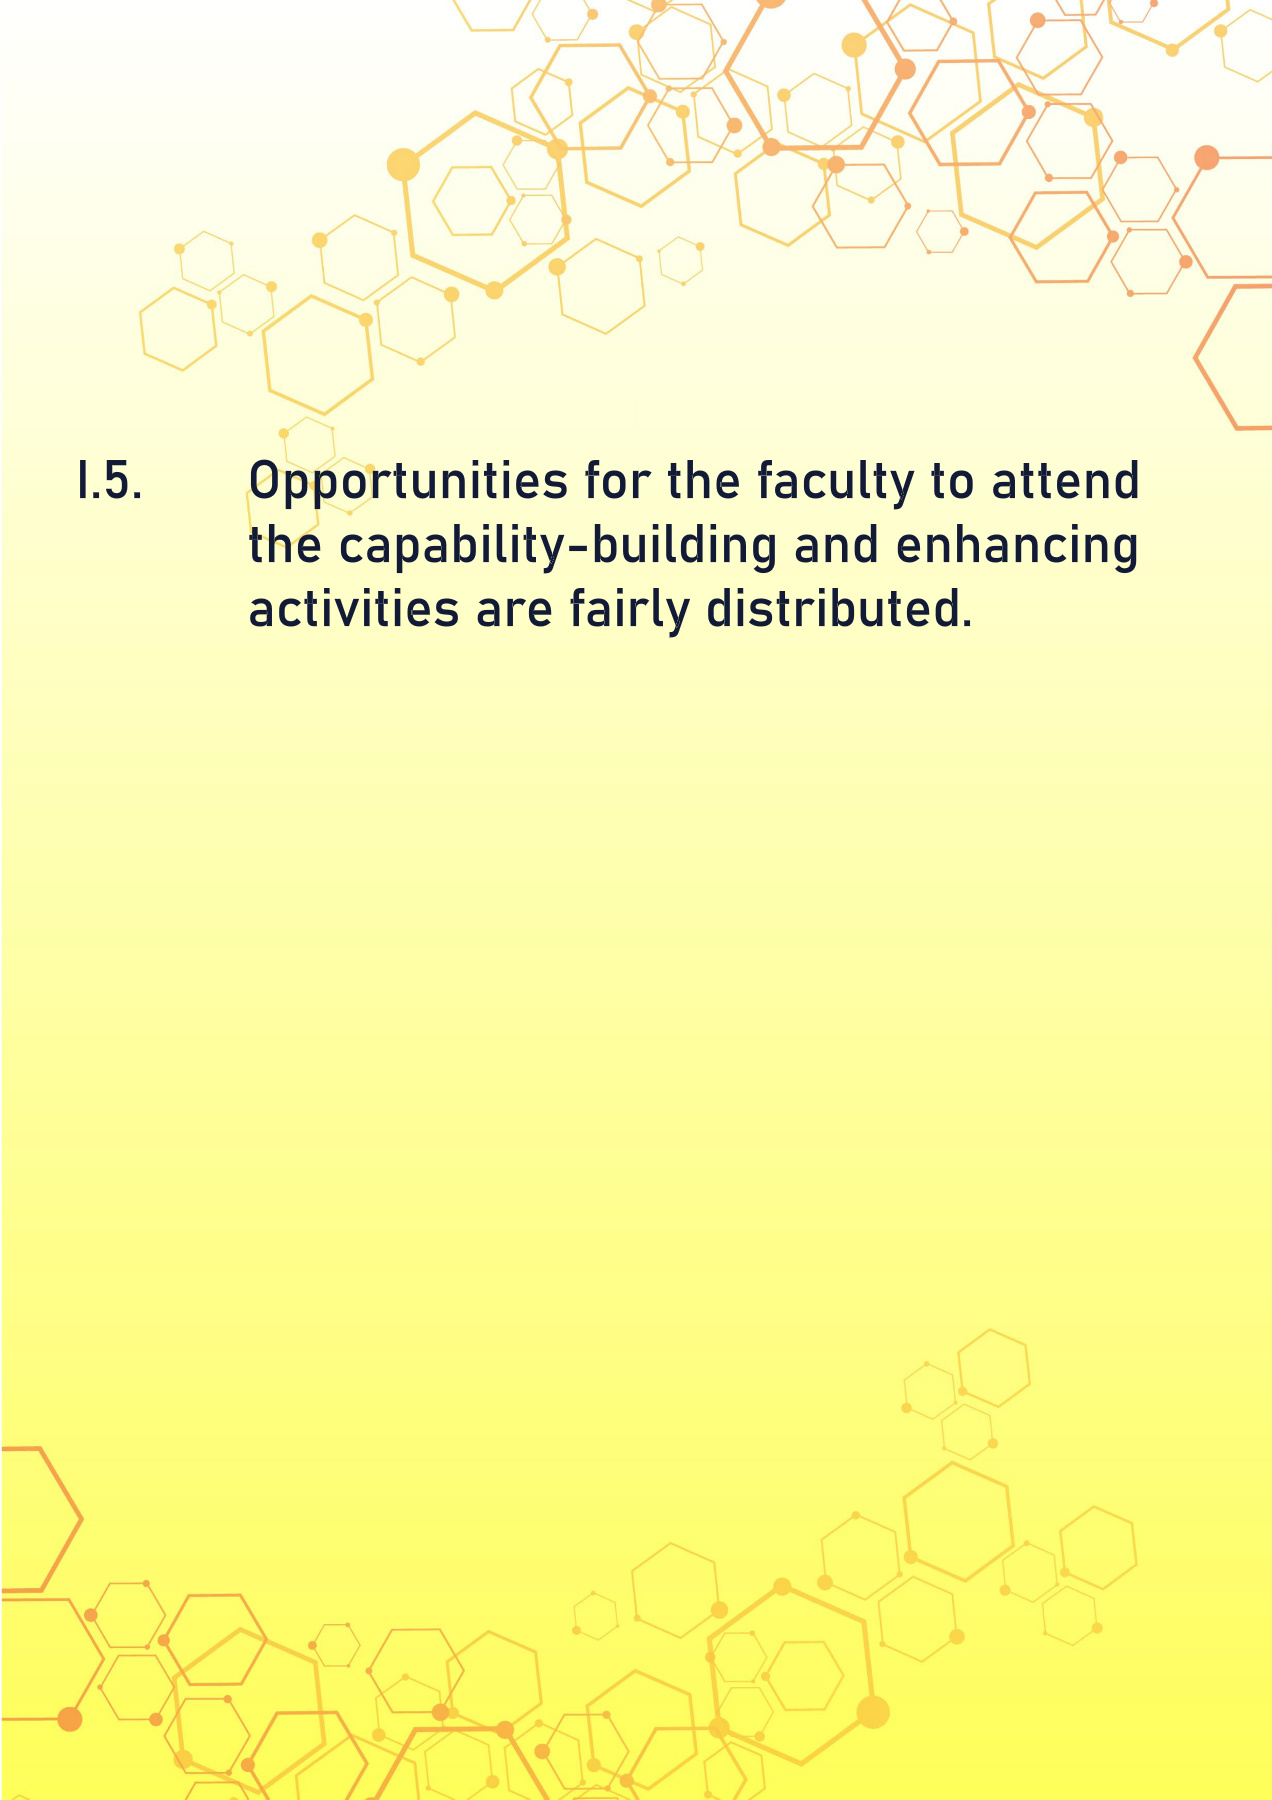 I.5. Opportunities for the faculty to attend
the capability-building and enhancing
activities are fairly distributed.